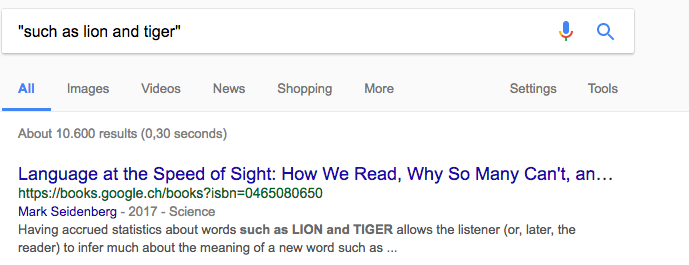 "such as lion and tiger"
All Images Videos News Shopping More Settings Tools
About 10.600 results (0,30 seconds)
Language at the Speed of Sight: How We Read, Why So Many Can't, an…
https://books.google.ch/books?isbn=0465080650
Mark Seidenberg - 2017 - Science
Having accrued statistics about words such as LION and TIGER allows the listener (or, later, the
reader) to infer much about the meaning of a new word such as ...